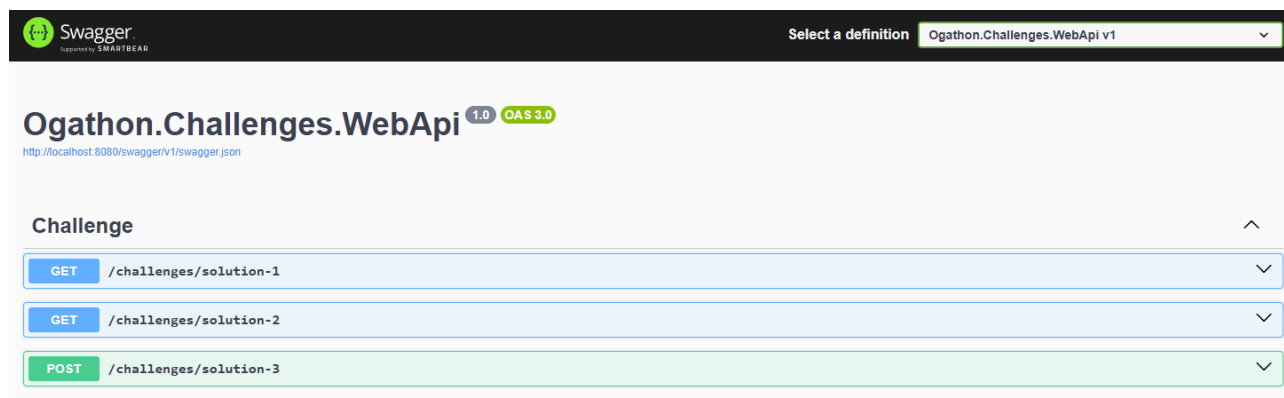 Swagger.
Supported by SMARTBEAR
Select a definition
Ogathon.Challenges.WebApi v1
Ogathon.Challenges.WebApi 1.0 OAS 3.0
http://localhost:8080/swagger/v1/swagger.json
Challenge
GET /challenges/solution-1
GET /challenges/solution-2
POST /challenges/solution-3